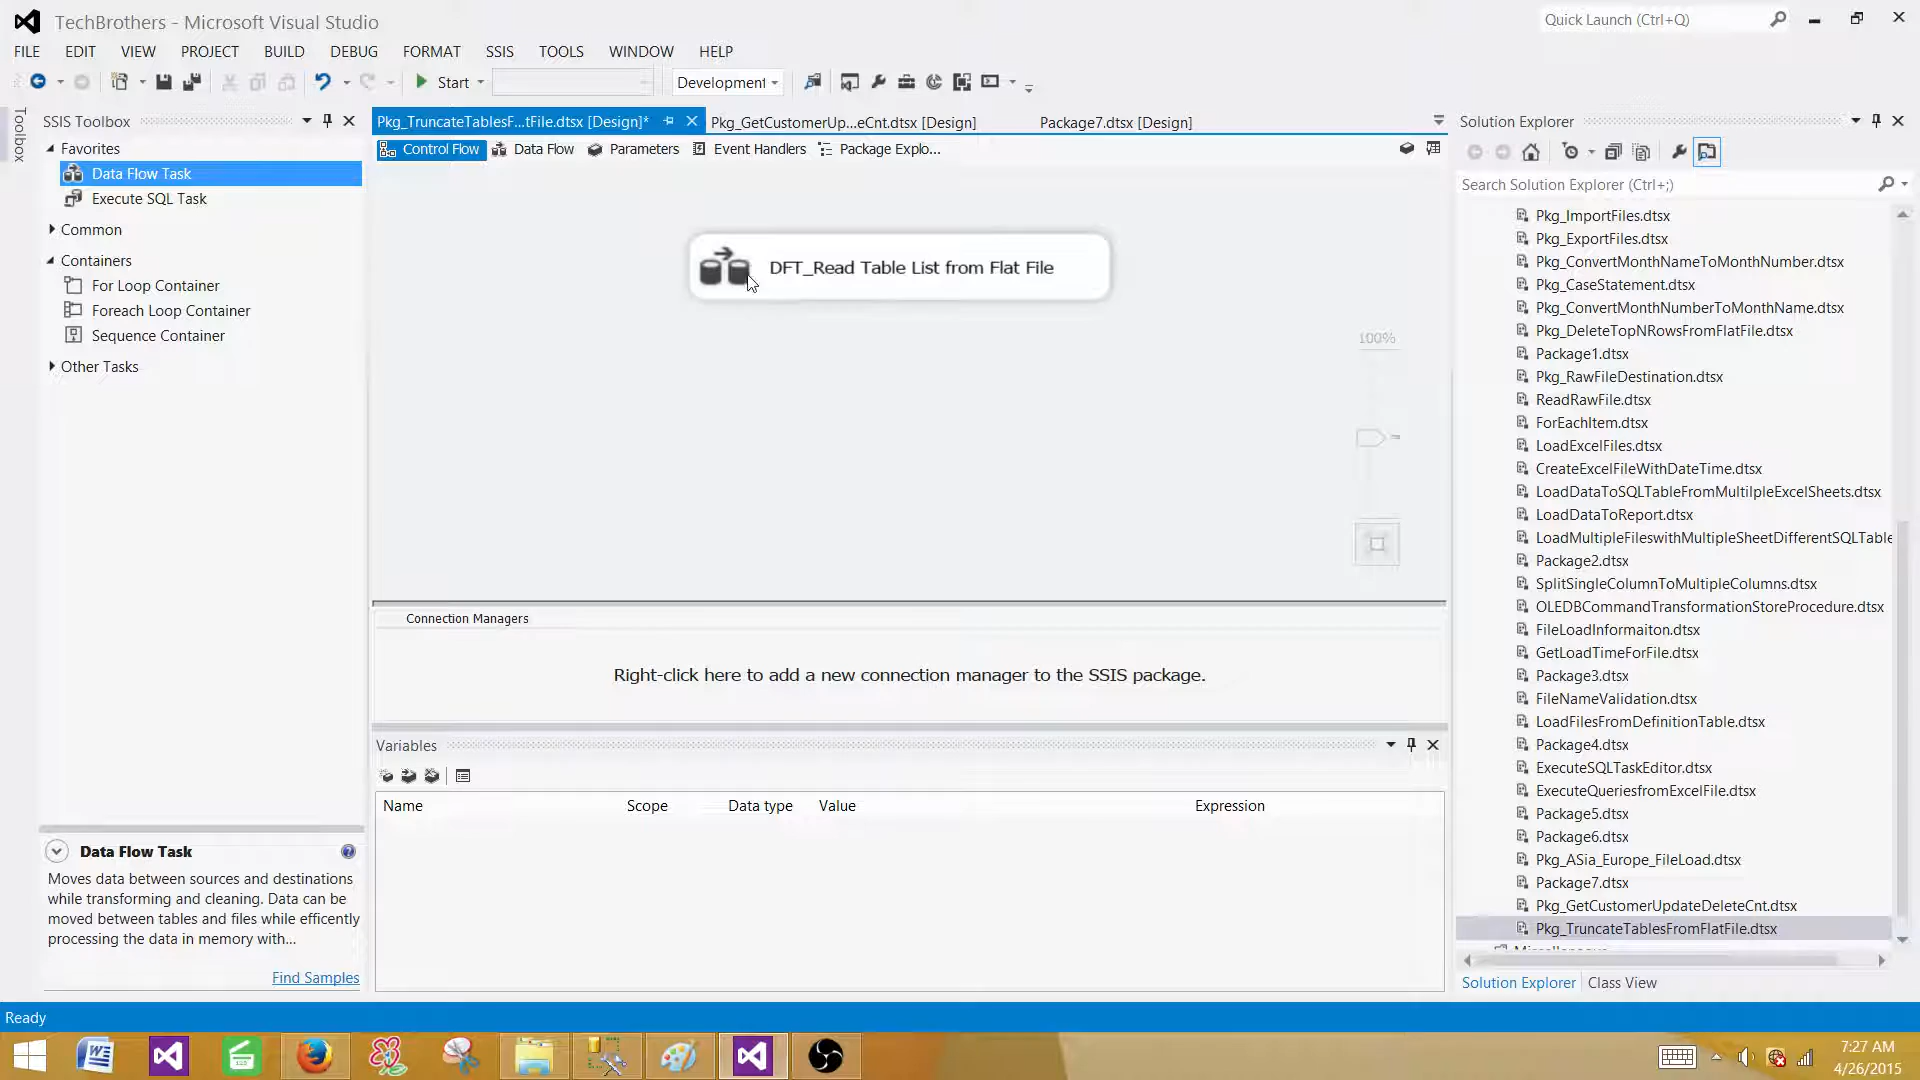 TechBrothers - Microsoft Visual Studio
Quick Launch (Ctrl+Q)
FILE EDIT VIEW PROJECT BUILD DEBUG FORMAT SSIS TOOLS WINDOW HELP
Start
Development
Toolbox
SSIS Toolbox
Favorites
Data Flow Task
Execute SQL Task
Common
Containers
For Loop Container
Foreach Loop Container
Sequence Container
Other Tasks
Data Flow Task
Moves data between sources and destinations
while transforming and cleaning. Data can be
moved between tables and files while efficently
processing the data in memory with...
Find Samples
Pkg_TruncateTablesF...tFile.dtsx [Design]*
Pkg_GetCustomerUp...eCnt.dtsx [Design]
Package7.dtsx [Design]
Control Flow Data Flow Parameters Event Handlers Package Explo...
DFT_Read Table List from Flat File
100%
Connection Managers
Right-click here to add a new connection manager to the SSIS package.
Variables
Name Scope Data type Value Expression
Solution Explorer
Search Solution Explorer (Ctrl+;)
Pkg_ImportFiles.dtsx
Pkg_ExportFiles.dtsx
Pkg_ConvertMonthNameToMonthNumber.dtsx
Pkg_CaseStatement.dtsx
Pkg_ConvertMonthNumberToMonthName.dtsx
Pkg_DeleteTopNRowsFromFlatFile.dtsx
Package1.dtsx
Pkg_RawFileDestination.dtsx
ReadRawFile.dtsx
ForEachItem.dtsx
LoadExcelFiles.dtsx
CreateExcelFileWithDateTime.dtsx
LoadDataToSQLTableFromMultilpleExcelSheets.dtsx
LoadDataToReport.dtsx
LoadMultipleFileswithMultipleSheetDifferentSQLTable
Package2.dtsx
SplitSingleColumnToMultipleColumns.dtsx
OLEDBCommandTransformationStoreProcedure.dtsx
FileLoadInformaiton.dtsx
GetLoadTimeForFile.dtsx
Package3.dtsx
FileNameValidation.dtsx
LoadFilesFromDefinitionTable.dtsx
Package4.dtsx
ExecuteSQLTaskEditor.dtsx
ExecuteQueriesfromExcelFile.dtsx
Package5.dtsx
Package6.dtsx
Pkg_ASia_Europe_FileLoad.dtsx
Package7.dtsx
Pkg_GetCustomerUpdateDeleteCnt.dtsx
Pkg_TruncateTablesFromFlatFile.dtsx
Solution Explorer Class View
Ready
7:27 AM
4/26/2015